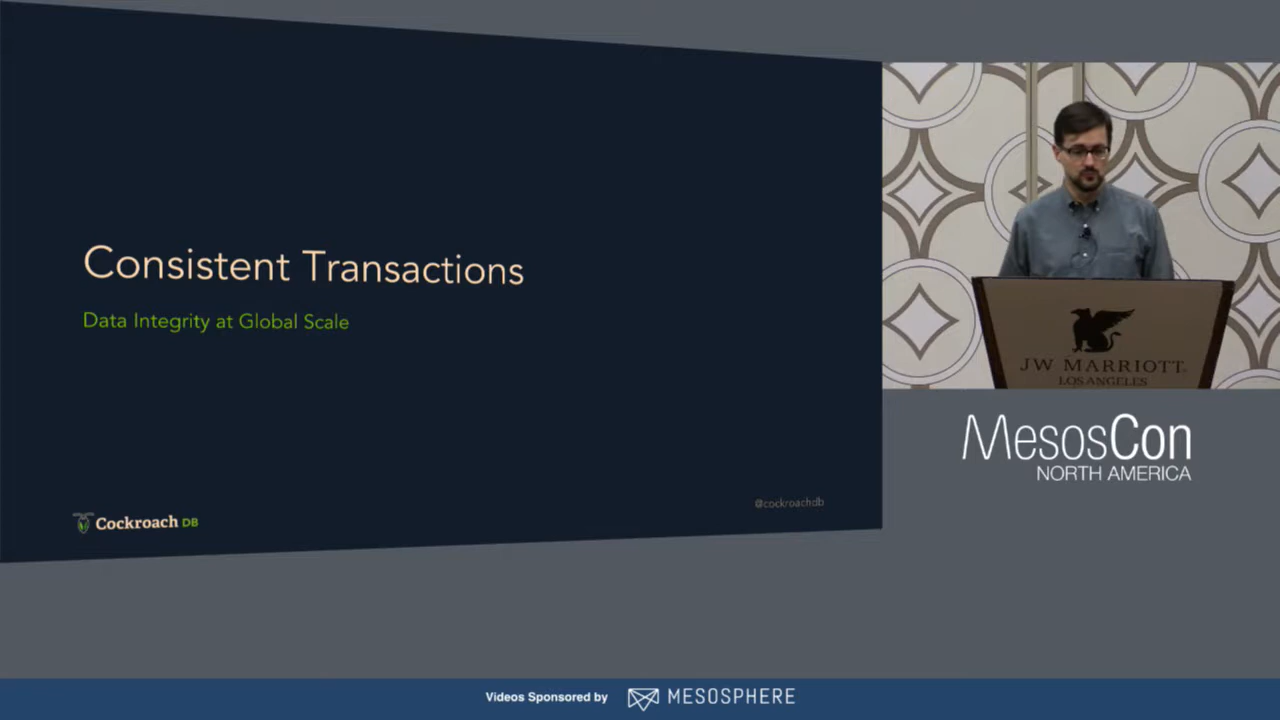 Consistent Transactions
Data Integrity at Global Scale
Cockroach DB
@cockroachdb
JW MARRIOTT
LOS ANGELES
MesosCon
NORTH AMERICA
Videos Sponsored by
MESOSPHERE